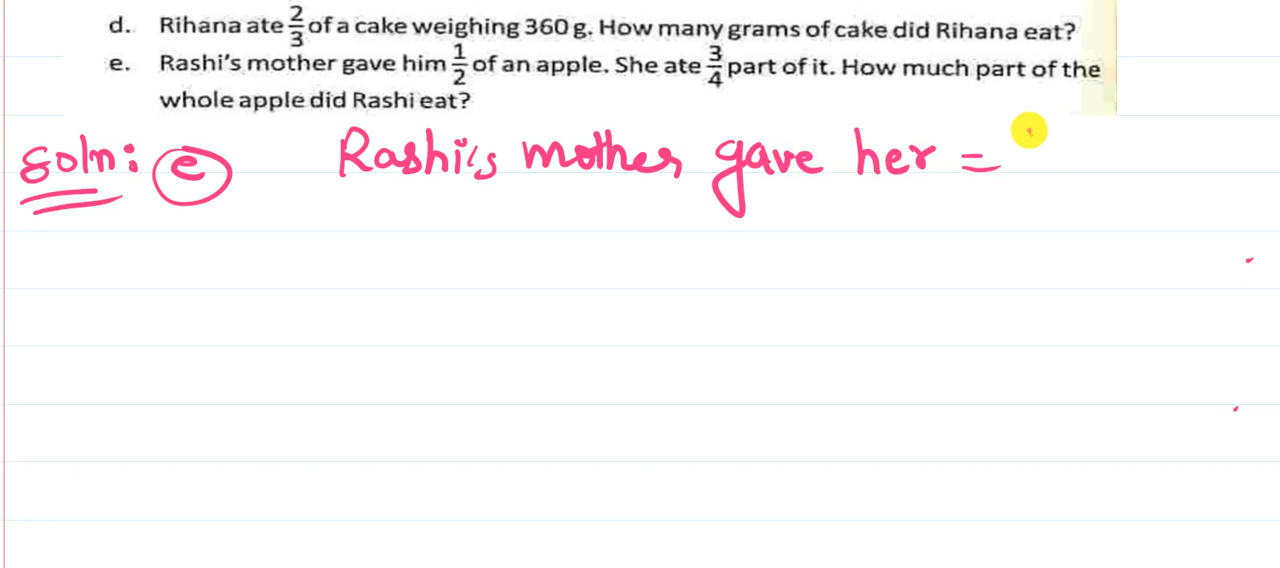 d. Rihana ate 2/3 of a cake weighing 360 g. How many grams of cake did Rihana eat?
e. Rashi's mother gave him 1/2 of an apple. She ate 3/4 part of it. How much part of the
whole apple did Rashi eat?
Soln: e Rashi's mother gave her =